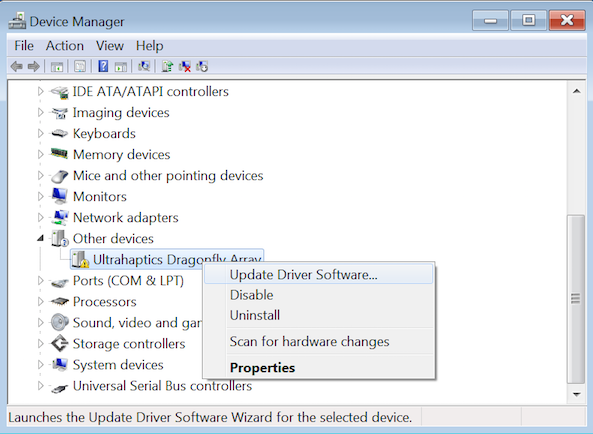 Device Manager
File Action View Help
IDE ATA/ATAPI controllers
Imaging devices
Keyboards
Memory devices
Mice and other pointing devices
Monitors
Network adapters
Other devices
Ultrahaptics Dragonfly Array
Update Driver Software...
Ports (COM & LPT)
Disable
Processors
Uninstall
Sound, video and
Scan for hardware changes
Storage controllers
System devices
Properties
Universal Serial Bus controllers
Launches the Update Driver Software Wizard for the selected device.